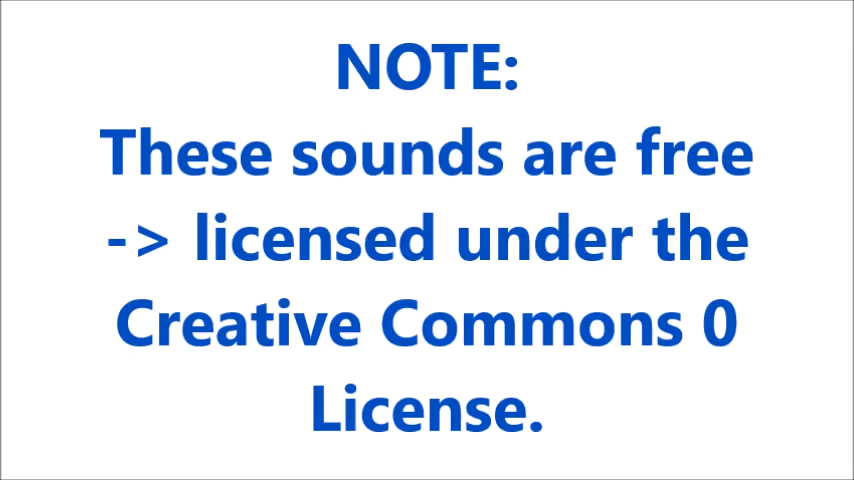 NOTE:
These sounds are free
-> licensed under the
Creative Commons 0
License.